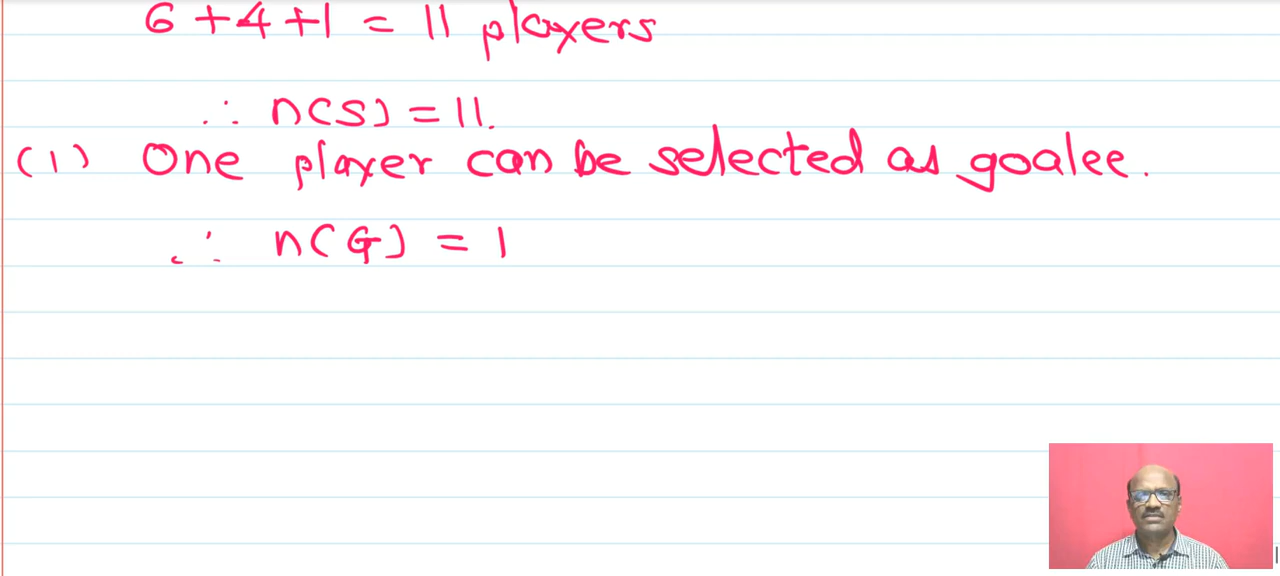 6 + 4 + 1 = 11 players
∴ n(S) = 11.
(1) One player can be selected as goalee.
∴ n(G) = 1